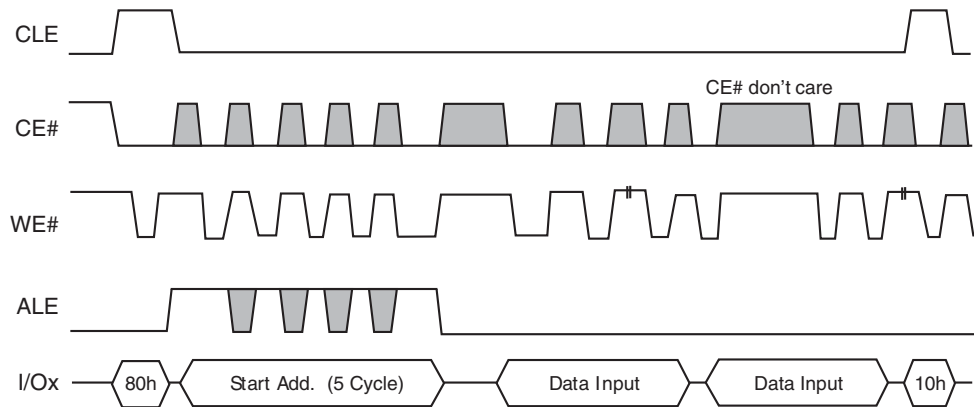 CLE
CE# don't care
CE#
WE#
ALE
I/Ox 80h Start Add. (5 Cycle) Data Input Data Input 10h